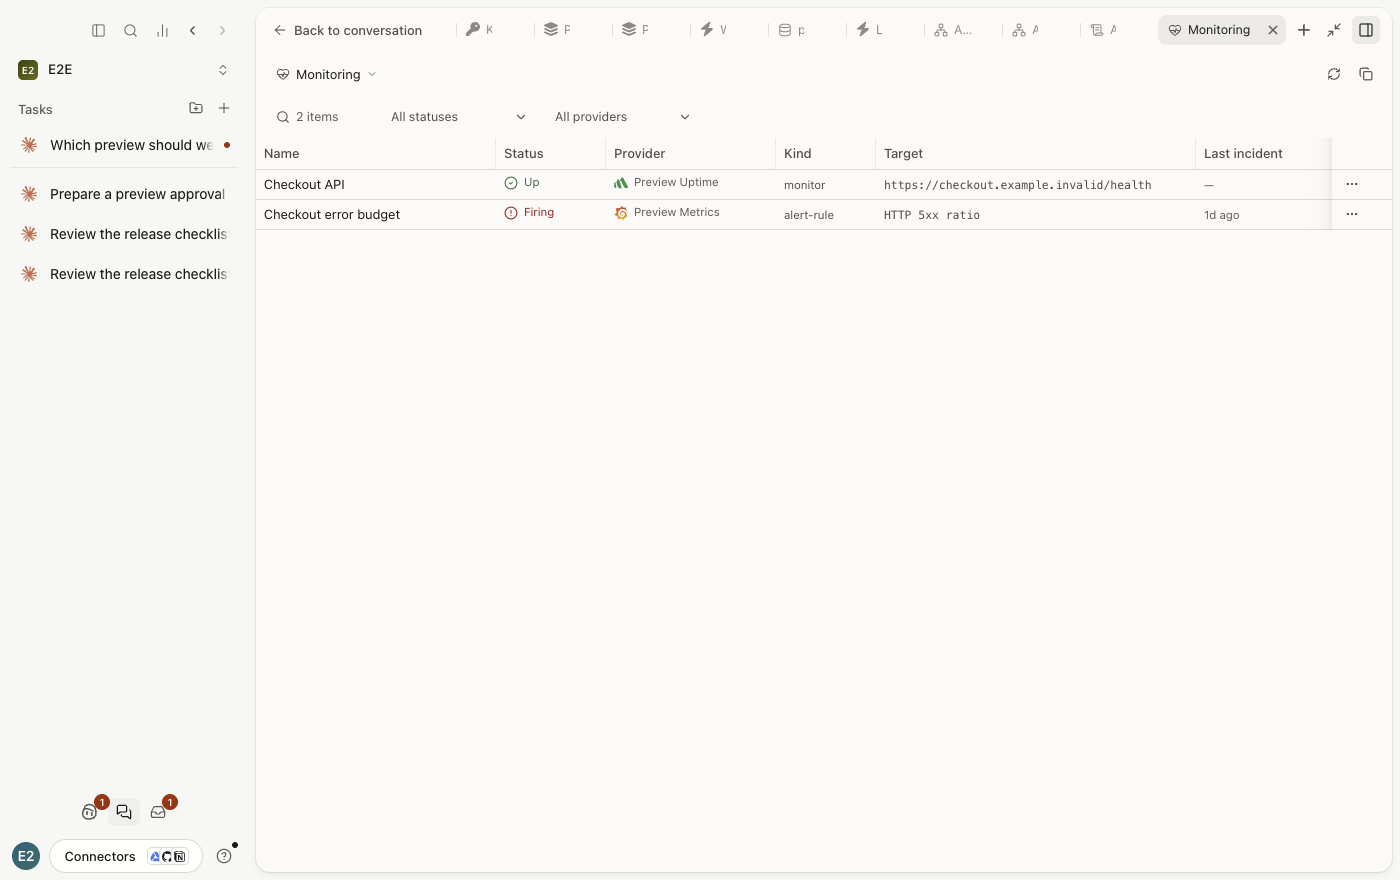 Back to conversation
K
P
P
V
p
L
A...
A
A
Monitoring
E2
E2E
Monitoring
Tasks
2 items
All statuses
All providers
Which preview should we
Name
Status
Provider
Kind
Target
Last incident
Checkout API
Up
Preview Uptime
monitor
https://checkout.example.invalid/health
—
Checkout error budget
Firing
Preview Metrics
alert-rule
HTTP 5xx ratio
1d ago
Prepare a preview approval
Review the release checklis
Review the release checklis
1
1
E2
Connectors